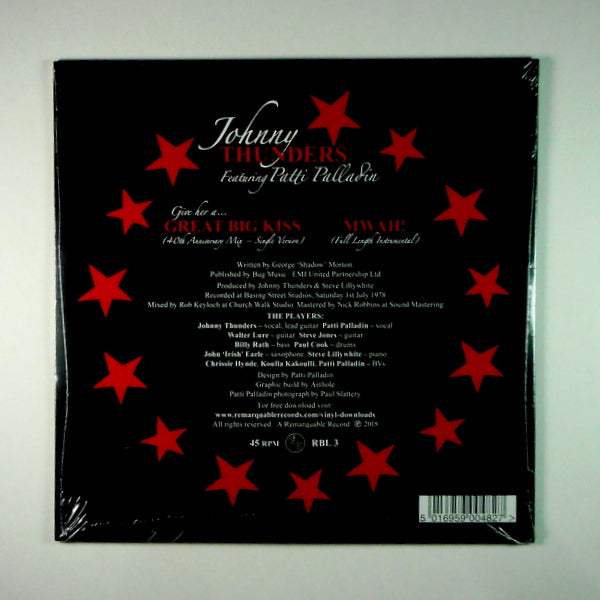 Johnny
THUNDERS
Featuring Patti Palladin
Give her a...
GREAT BIG KISS
(40th Anniversary Mix – Single Version)
MWAH!
(Full Length Instrumental)
Written by George "Shadow" Morton.
Published by Bug Music / EMI United Partnership Ltd
Produced by Johnny Thunders & Steve Lillywhite
Recorded at Basing Street Studios, Saturday 1st July 1978
Mixed by Rob Keyloch at Church Walk Studio. Mastered by Nick Robbins at Sound Mastering
THE PLAYERS:
Johnny Thunders – vocal, lead guitar Patti Palladin – vocal
Walter Lure – guitar Steve Jones – guitar
Billy Rath – bass Paul Cook – drums
John 'Irish' Earle – saxophone Steve Lillywhite – piano
Chrissie Hynde, Koulla Kakoulli, Patti Palladin – BVs
Design by Patti Palladin
Graphic build by Arthole
Patti Palladin photograph by Paul Slattery
For free download visit:
www.remarquablerecords.com/vinyl-downloads
All rights reserved A Remarquable Record ℗ 2018
45 RPM RBL 3
5 016959 004827 >